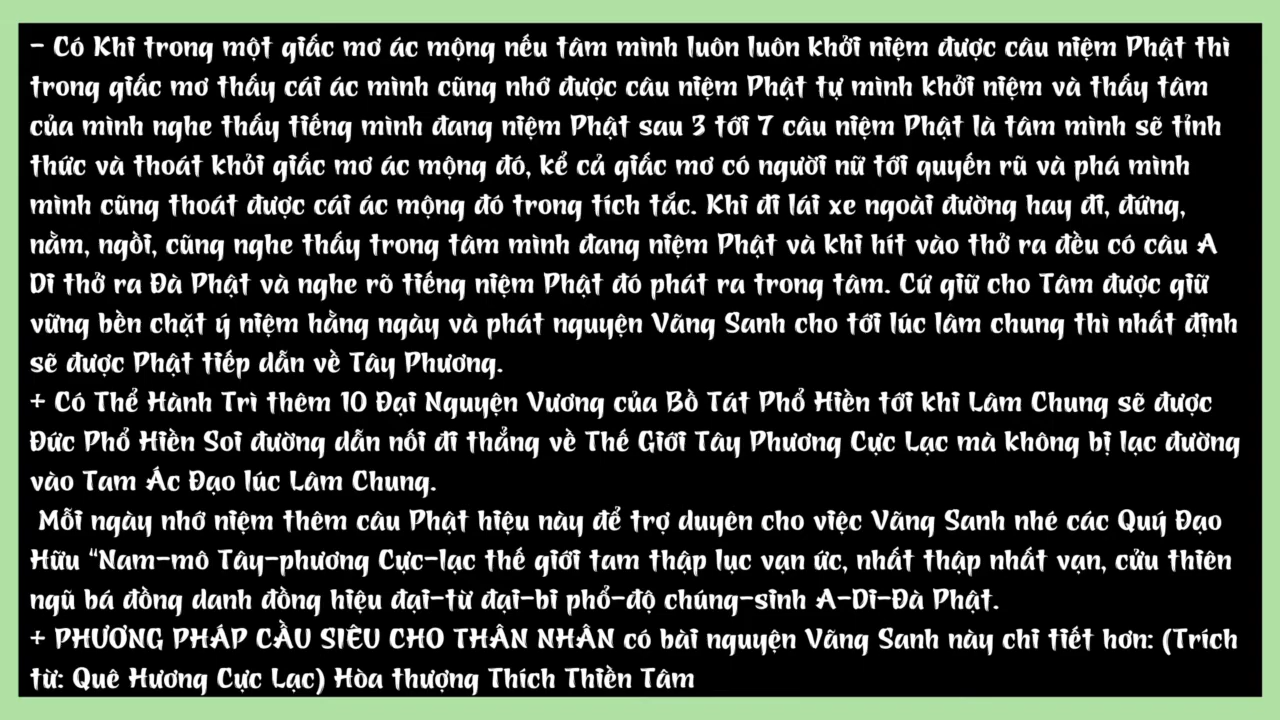 - Có Khi trong một giấc mơ ác mộng nếu tâm mình luôn luôn khởi niệm được câu niệm Phật thì
trong giấc mơ thấy cái ác mình cũng nhớ được câu niệm Phật tự mình khởi niệm và thấy tâm
của mình nghe thấy tiếng mình đang niệm Phật sau 3 tới 7 câu niệm Phật là tâm mình sẽ tỉnh
thức và thoát khỏi giấc mơ ác mộng đó, kể cả giấc mơ có người nữ tới quyến rũ và phá mình
mình cũng thoát được cái ác mộng đó trong tích tắc. Khi đi lái xe ngoài đường hay đi, đứng,
nằm, ngồi, cũng nghe thấy trong tâm mình đang niệm Phật và khi hít vào thở ra đều có câu A
Di thở ra Đà Phật và nghe rõ tiếng niệm Phật đó phát ra trong tâm. Cứ giữ cho Tâm được giữ
vững bền chặt ý niệm hằng ngày và phát nguyện Vãng Sanh cho tới lúc lâm chung thì nhất định
sẽ được Phật tiếp dẫn về Tây Phương.
+ Có Thể Hành Trì thêm 10 Đại Nguyện Vương của Bồ Tát Phổ Hiền tới khi Lâm Chung sẽ được
Đức Phổ Hiền Soi đường dẫn nối đi thẳng về Thế Giới Tây Phương Cực Lạc mà không bị lạc đường
vào Tam Ác Đạo lúc Lâm Chung.
Mỗi ngày nhớ niệm thêm câu Phật hiệu này để trợ duyên cho việc Vãng Sanh nhé các Quý Đạo
Hữu "Nam-mô Tây-phương Cực-lạc thế giới tam thập lục vạn ức, nhất thập nhất vạn, cửu thiên
ngũ bá đồng danh đồng hiệu đại-từ đại-bi phổ-độ chúng-sinh A-Di-Đà Phật.
+ PHƯƠNG PHÁP CẦU SIÊU CHO THÂN NHÂN có bài nguyện Vãng Sanh này chi tiết hơn: (Trích
từ: Quê Hương Cực Lạc) Hòa thượng Thích Thiền Tâm